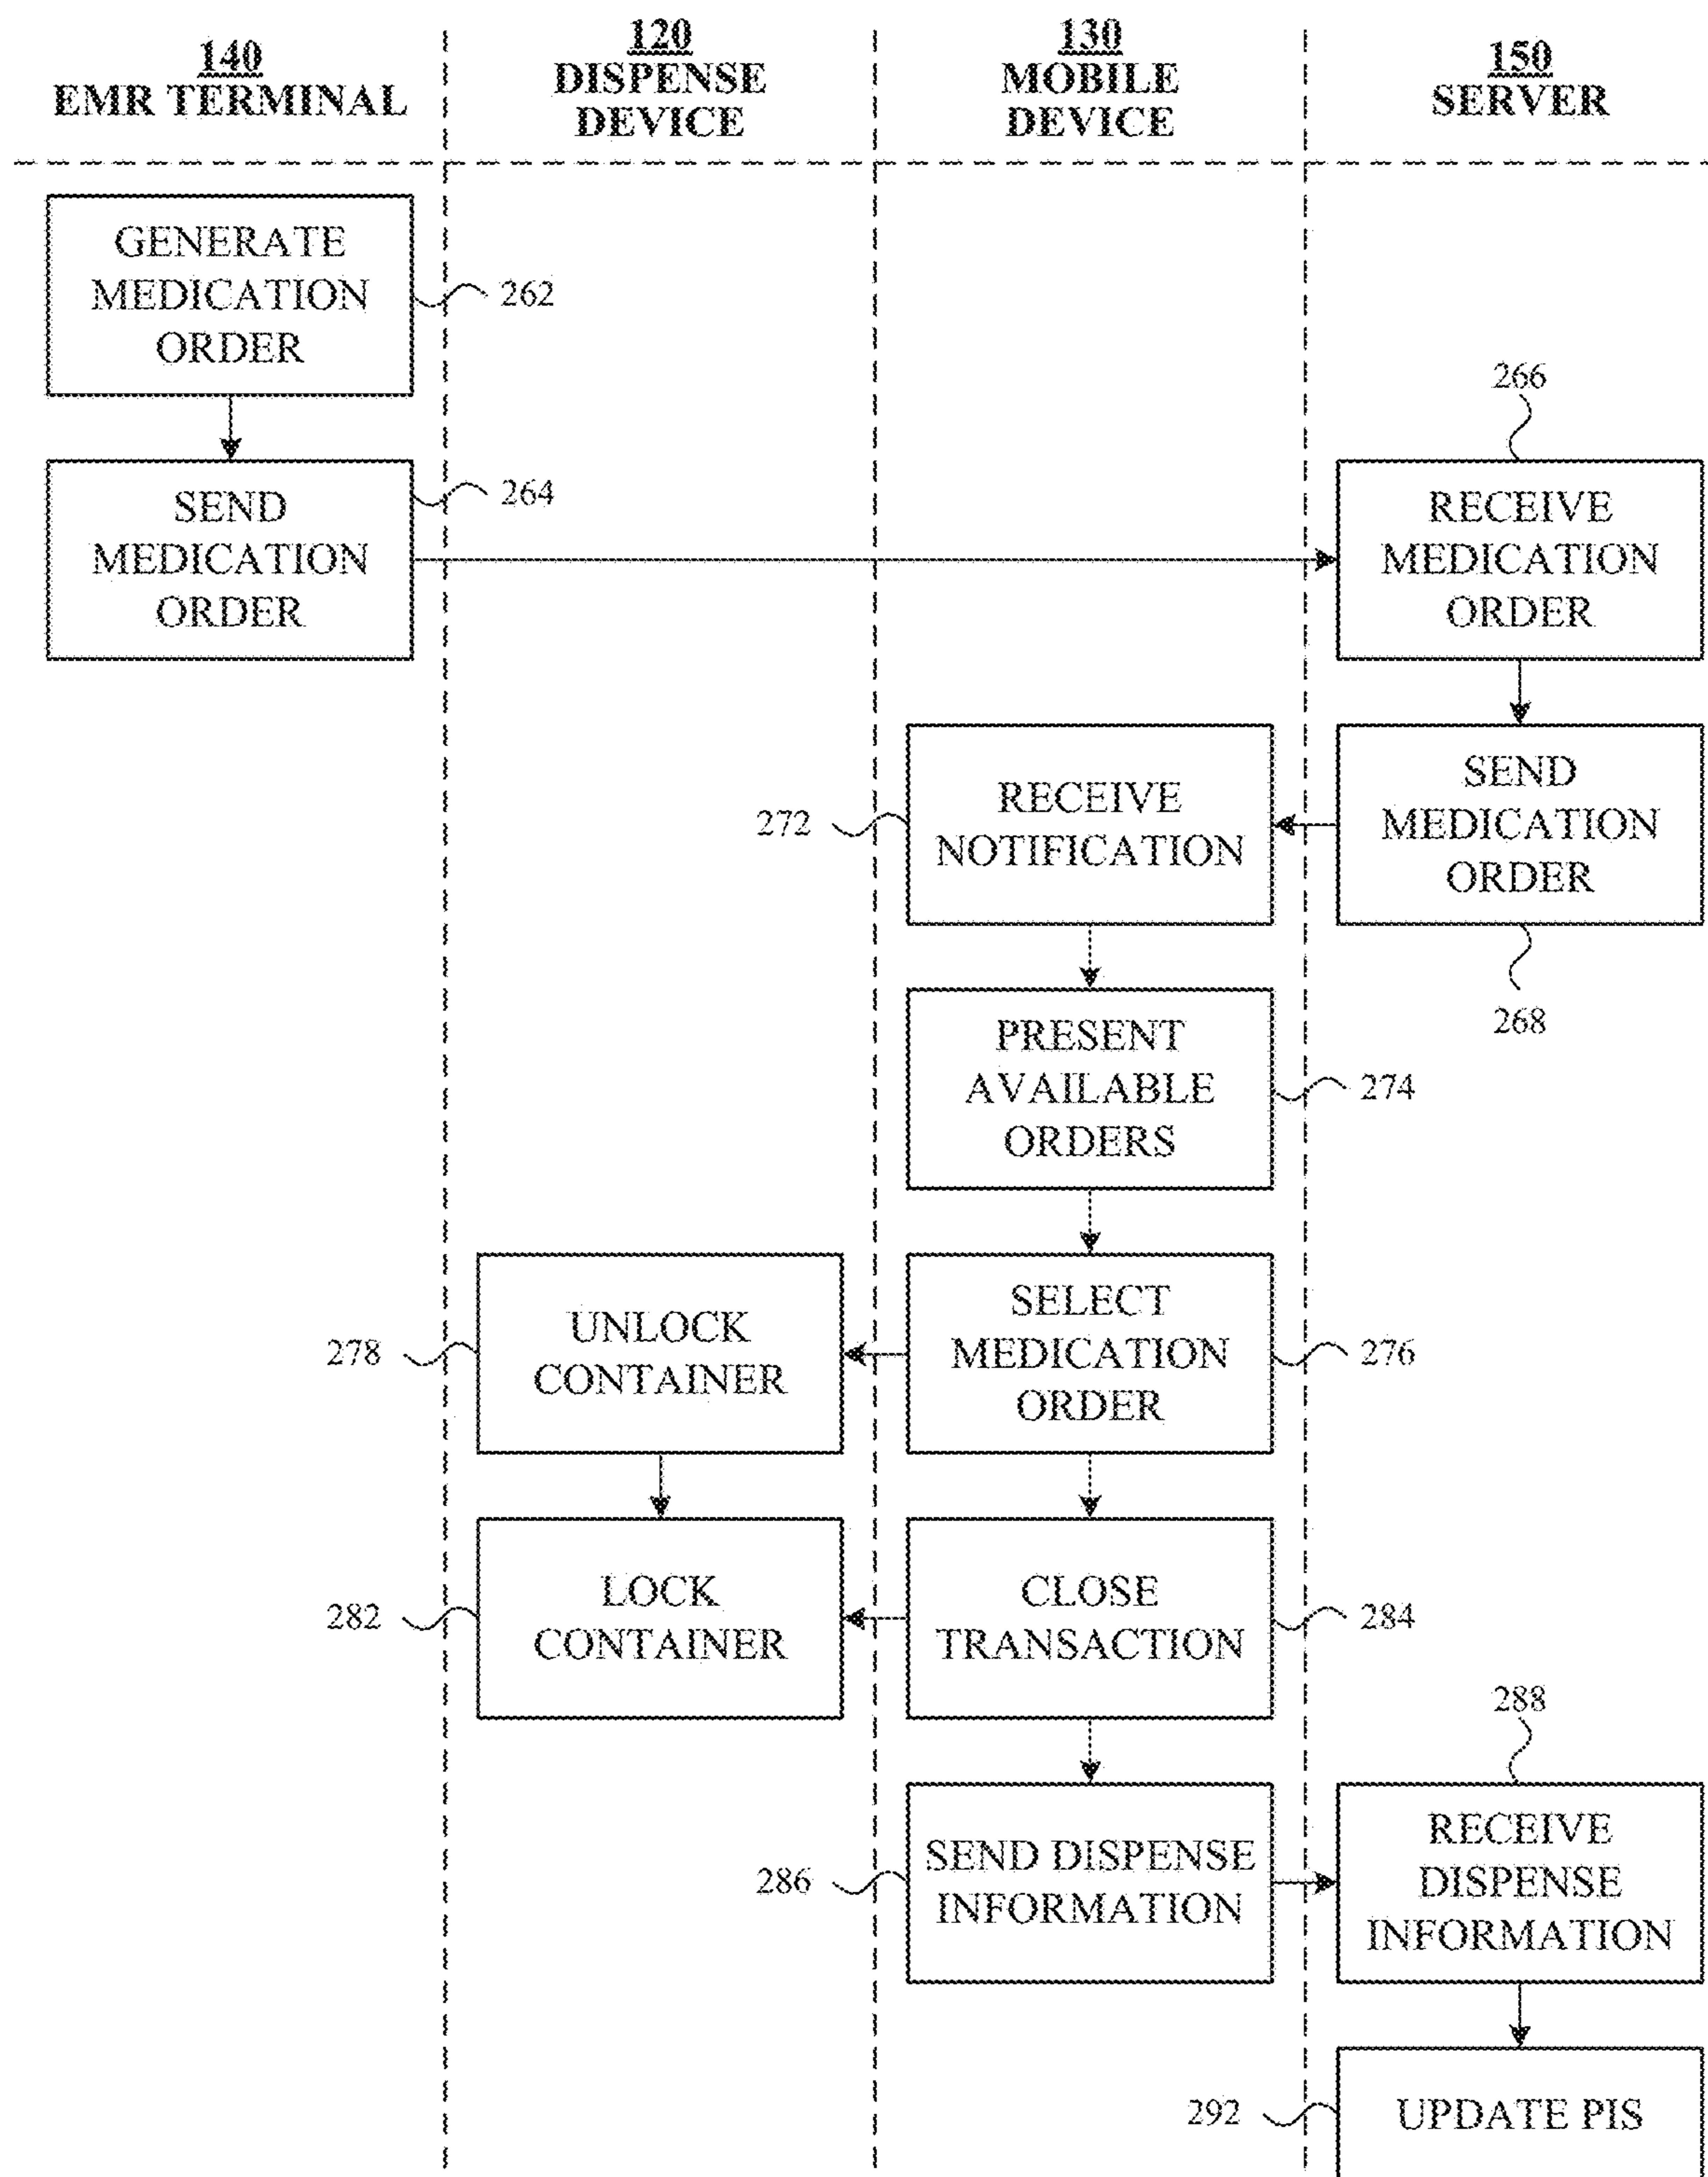 140
EMR TERMINAL
120
DISPENSE
DEVICE
130
MOBILE
DEVICE
150
SERVER
GENERATE
MEDICATION
ORDER
262
SEND
MEDICATION
ORDER
264
266
RECEIVE
MEDICATION
ORDER
272
RECEIVE
NOTIFICATION
SEND
MEDICATION
ORDER
268
PRESENT
AVAILABLE
ORDERS
274
278
UNLOCK
CONTAINER
SELECT
MEDICATION
ORDER
276
282
LOCK
CONTAINER
CLOSE
TRANSACTION
284
286
SEND DISPENSE
INFORMATION
288
RECEIVE
DISPENSE
INFORMATION
292
UPDATE PIS